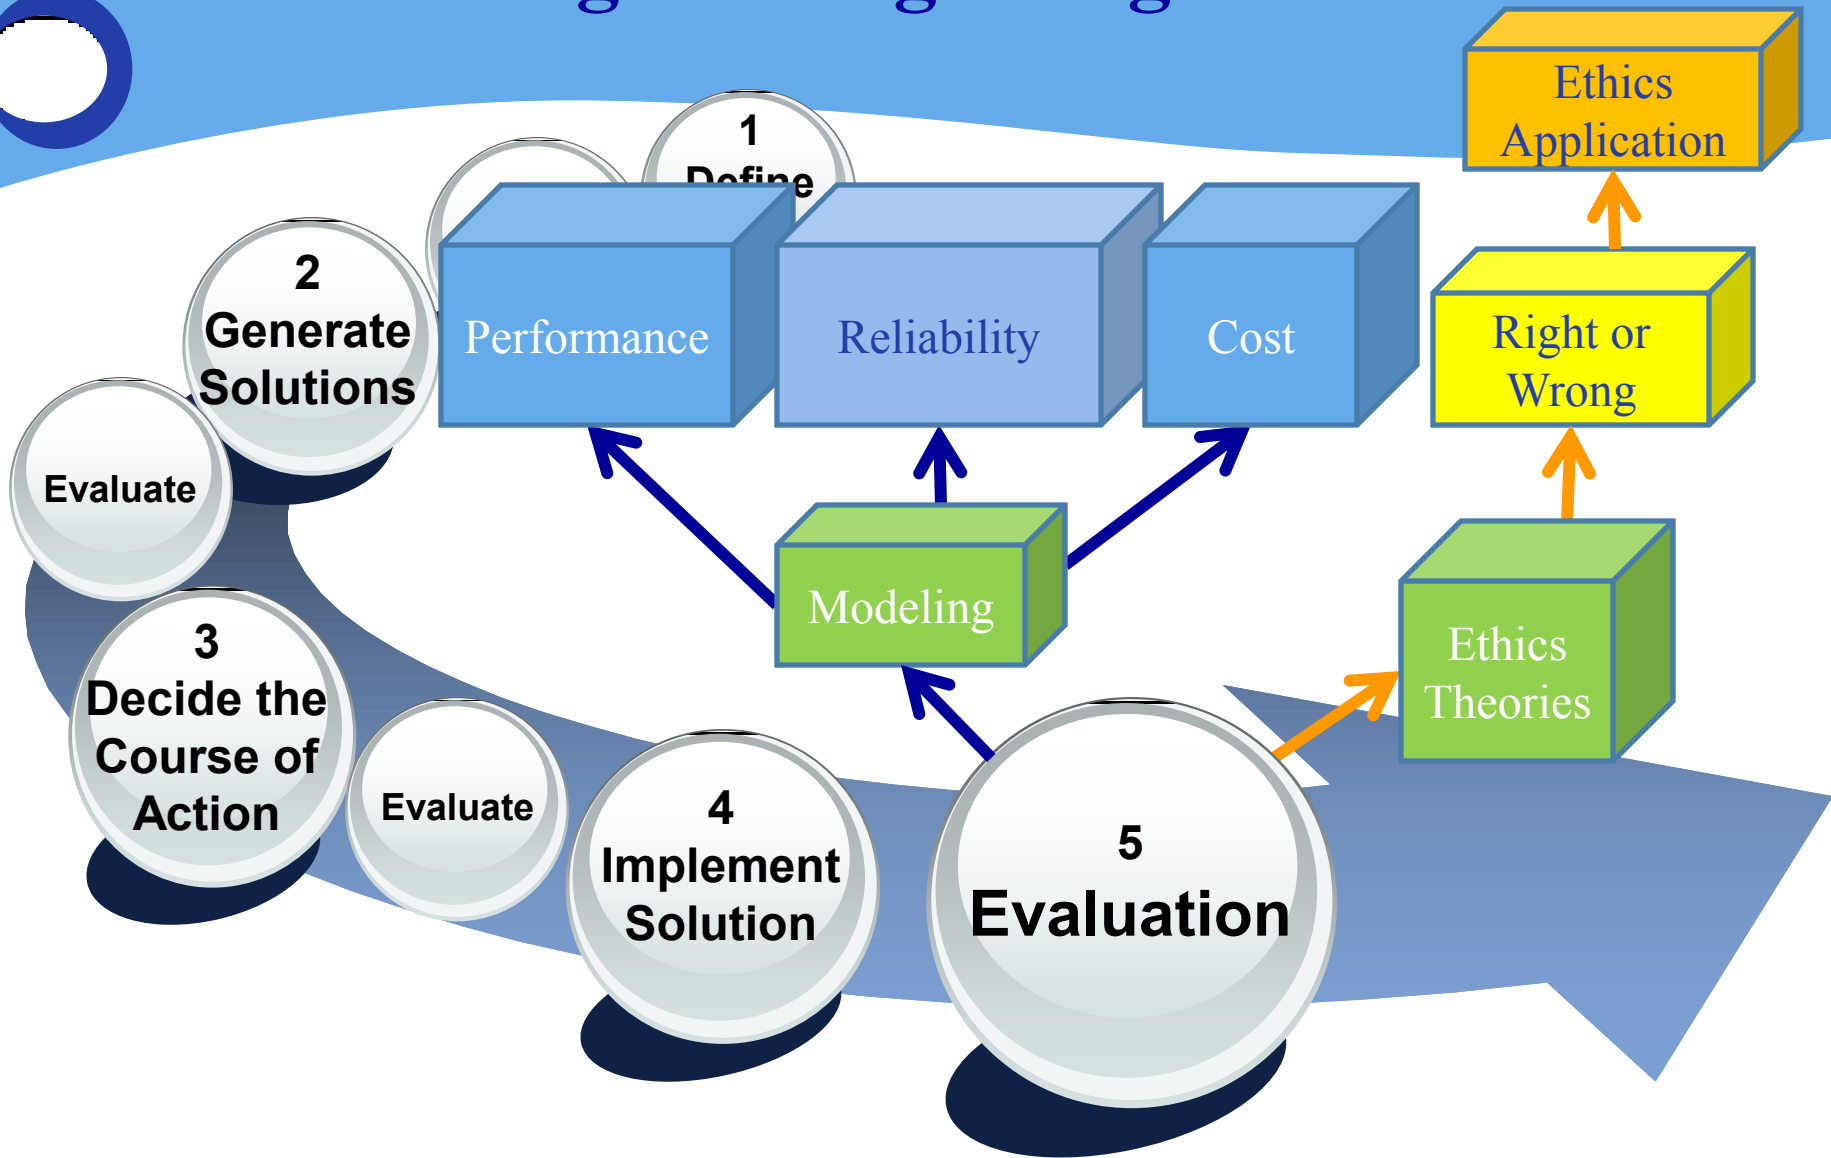 Ethics
Application
1
Define
2
Generate
Solutions
Performance
Reliability
Cost
Right or
Wrong
Evaluate
Modeling
3
Decide the
Course of
Action
Ethics
Theories
Evaluate
4
Implement
Solution
5
Evaluation